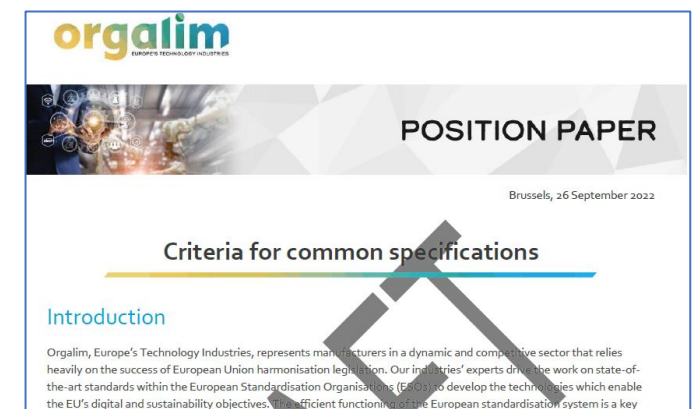 orgalim
EUROPE'S TECHNOLOGY INDUSTRIES
POSITION PAPER
Brussels, 26 September 2022
Criteria for common specifications
Introduction
Orgalim, Europe's Technology Industries, represents manufacturers in a dynamic and competitive sector that relies
heavily on the success of European Union harmonisation legislation. Our industries' experts drive the work on state-of-
the-art standards within the European Standardisation Organisations (ESOs) to develop the technologies which enable
the EU's digital and sustainability objectives. The efficient functioning of the European standardisation system is a key